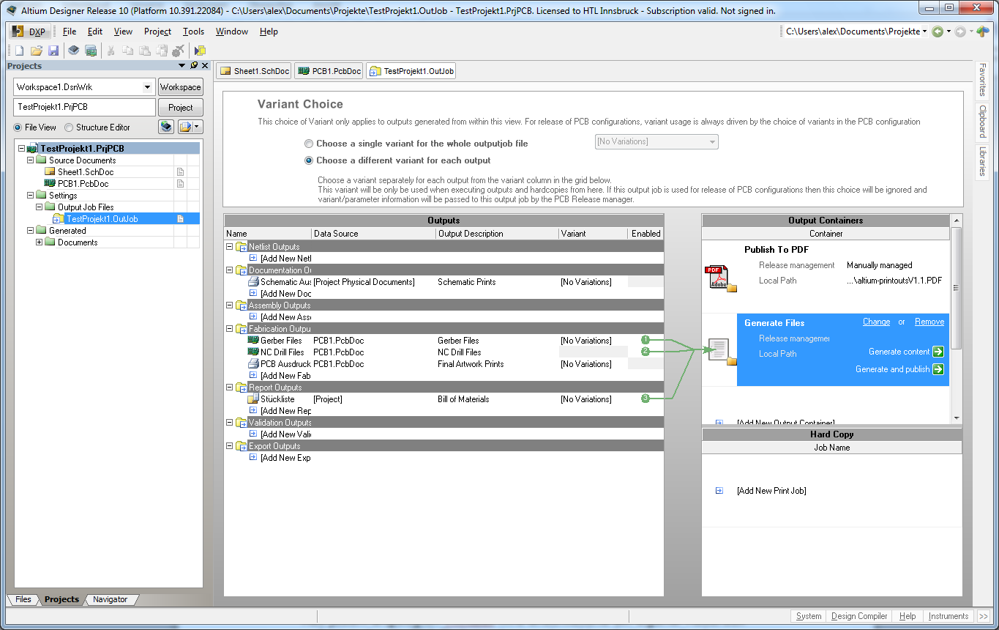 Altium Designer Release 10 (Platform 10.391.22084) - C:\Users\alex\Documents\Projekte\TestProjekt1.OutJob - TestProjekt1.PrjPCB. Licensed to HTL Innsbruck - Subscription valid. Not signed in.
DXP File Edit View Project Tools Window Help C:\Users\alex\Documents\Projekte
Projects
Workspace1.DsnWrk Workspace
TestProjekt1.PrjPCB Project
File View Structure Editor
TestProjekt1.PrjPCB
Source Documents
Sheet1.SchDoc
PCB1.PcbDoc
Settings
Output Job Files
TestProjekt1.OutJob
Generated
Documents
Files Projects Navigator
Sheet1.SchDoc PCB1.PcbDoc TestProjekt1.OutJob
Variant Choice
This choice of Variant only applies to outputs generated from within this view. For release of PCB configurations, variant usage is always driven by the choice of variants in the PCB configuration
Choose a single variant for the whole outputjob file [No Variations]
Choose a different variant for each output
Choose a variant separately for each output from the variant column in the grid below.
This variant will be only be used when executing outputs and hardcopies from here. If this output job is used for release of PCB configurations then this choice will be ignored and
variant/parameter information will be passed to this output job by the PCB Release manager.
Outputs
Name Data Source Output Description Variant Enabled
Netlist Outputs
[Add New Netl
Documentation Ou
Schematic Aus [Project Physical Documents] Schematic Prints [No Variations]
[Add New Doc
Assembly Outputs
[Add New Asse
Fabrication Outpu
Gerber Files PCB1.PcbDoc Gerber Files [No Variations] 1
NC Drill Files PCB1.PcbDoc NC Drill Files 2
PCB Ausdruck PCB1.PcbDoc Final Artwork Prints [No Variations]
[Add New Fab
Report Outputs
Stückliste [Project] Bill of Materials [No Variations] 3
[Add New Rep
Validation Outputs
[Add New Vali
Export Outputs
[Add New Exp
Output Containers
Container
Publish To PDF
PDF
Adobe
Release management Manually managed
Local Path ...\altium-printoutsV1.1.PDF
Generate Files Change or Remove
Release managemer
Local Path Generate content
Generate and publish
[Add New Output Container]
Hard Copy
Job Name
[Add New Print Job]
Favorites
Clipboard
Libraries
System Design Compiler Help Instruments >>